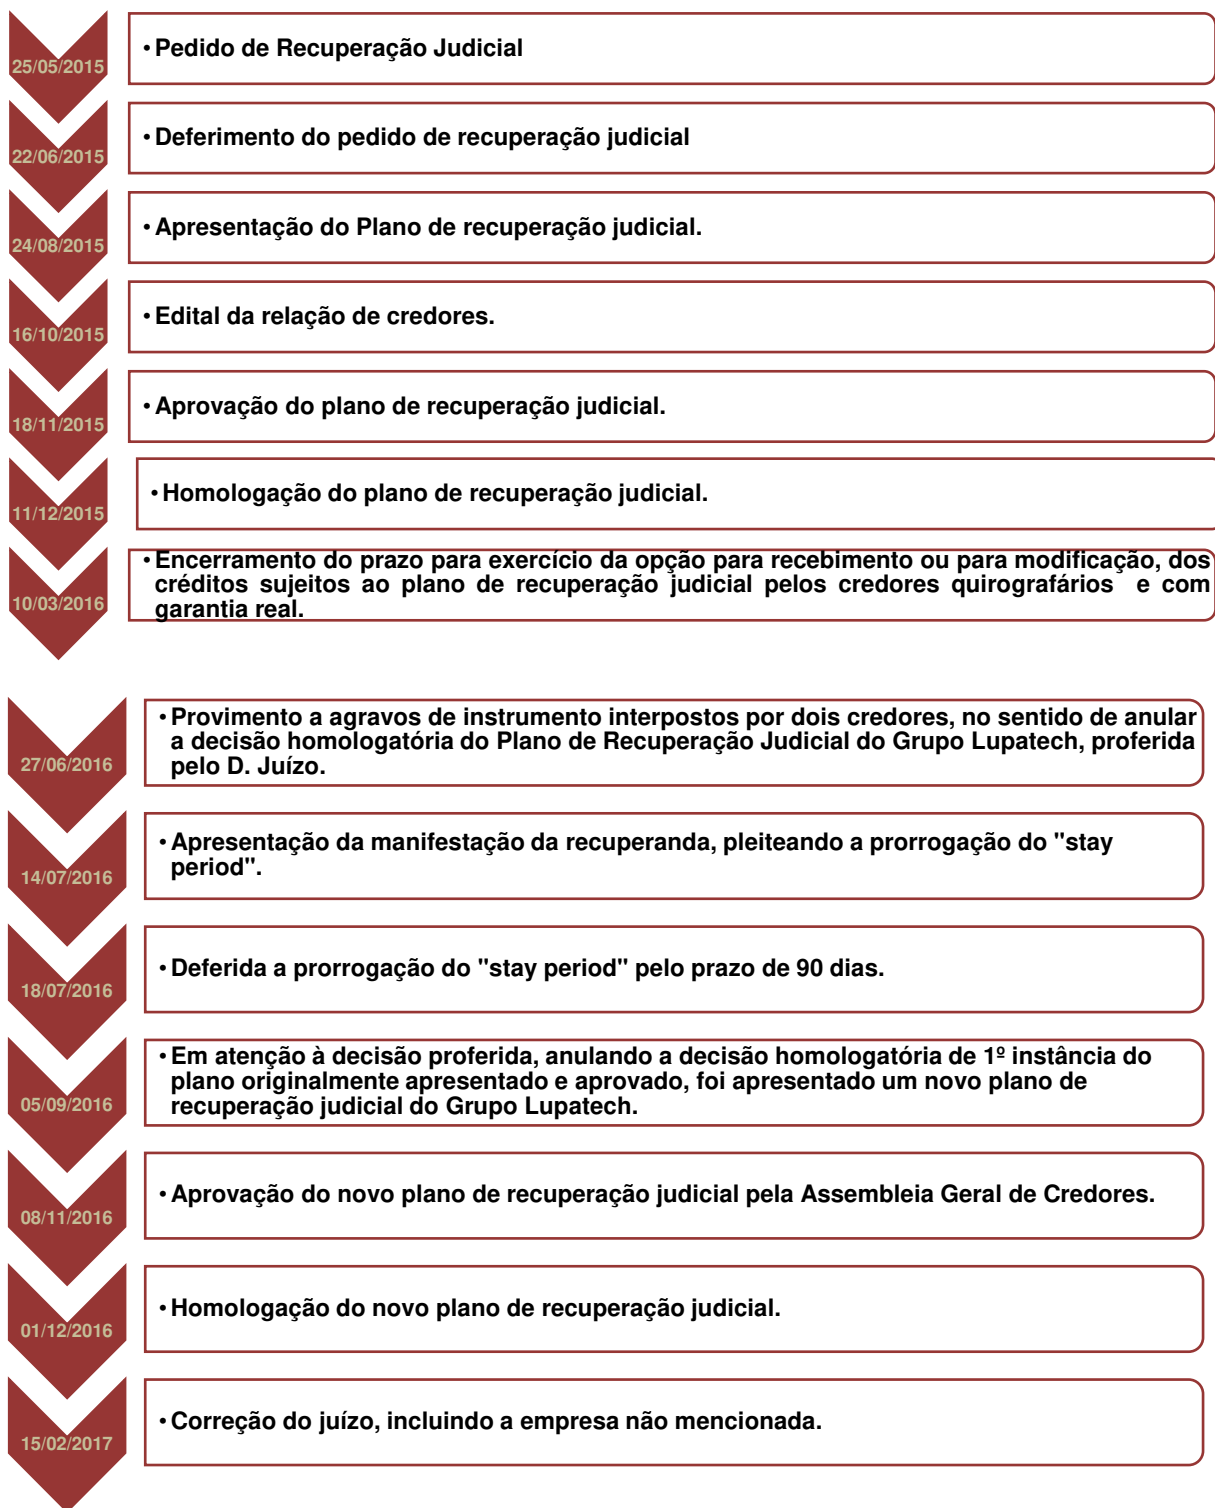 25/05/2015
• Pedido de Recuperação Judicial
22/06/2015
• Deferimento do pedido de recuperação judicial
24/08/2015
• Apresentação do Plano de recuperação judicial.
16/10/2015
• Edital da relação de credores.
18/11/2015
• Aprovação do plano de recuperação judicial.
11/12/2015
• Homologação do plano de recuperação judicial.
10/03/2016
• Encerramento do prazo para exercício da opção para recebimento ou para modificação, dos
créditos sujeitos ao plano de recuperação judicial pelos credores quirografários e com
garantia real.
27/06/2016
• Provimento a agravos de instrumento interpostos por dois credores, no sentido de anular
a decisão homologatória do Plano de Recuperação Judicial do Grupo Lupatech, proferida
pelo D. Juízo.
14/07/2016
• Apresentação da manifestação da recuperanda, pleiteando a prorrogação do "stay
period".
18/07/2016
• Deferida a prorrogação do "stay period" pelo prazo de 90 dias.
05/09/2016
• Em atenção à decisão proferida, anulando a decisão homologatória de 1º instância do
plano originalmente apresentado e aprovado, foi apresentado um novo plano de
recuperação judicial do Grupo Lupatech.
08/11/2016
• Aprovação do novo plano de recuperação judicial pela Assembleia Geral de Credores.
01/12/2016
• Homologação do novo plano de recuperação judicial.
15/02/2017
• Correção do juízo, incluindo a empresa não mencionada.